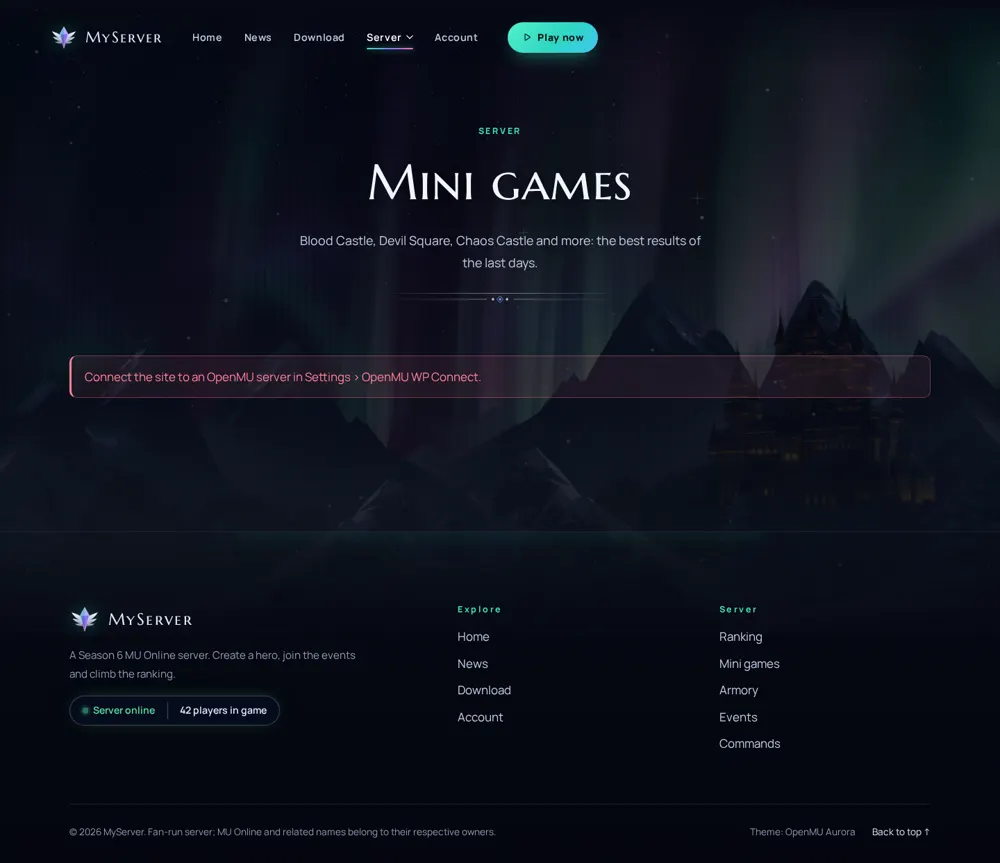 MyServer
Home
News
Download
Server
Account
Play now
SERVER
Mini games
Blood Castle, Devil Square, Chaos Castle and more: the best results of
the last days.
Connect the site to an OpenMU server in Settings › OpenMU WP Connect.
MyServer
A Season 6 MU Online server. Create a hero, join the events
and climb the ranking.
Server online
42 players in game
Explore
Home
News
Download
Account
Server
Ranking
Mini games
Armory
Events
Commands
© 2026 MyServer. Fan-run server; MU Online and related names belong to their respective owners.
Theme: OpenMU Aurora
Back to top ↑